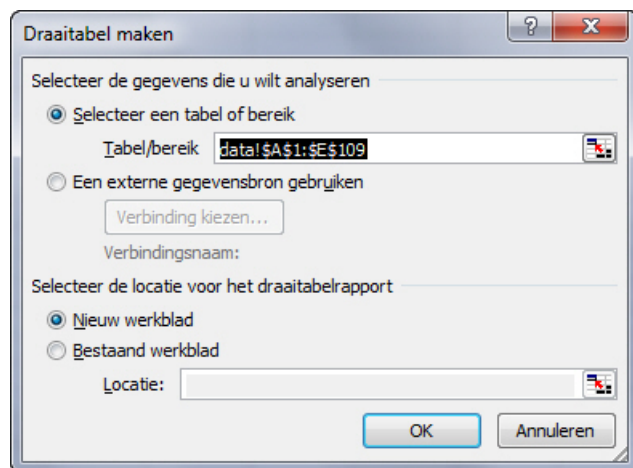 Draaitabel maken
Selecteer de gegevens die u wilt analyseren
Selecteer een tabel of bereik
Tabel/bereik data!$A$1:$E$109
Een externe gegevensbron gebruiken
Verbinding kiezen...
Verbindingsnaam:
Selecteer de locatie voor het draaitabelrapport
Nieuw werkblad
Bestaand werkblad
Locatie:
OK Annuleren